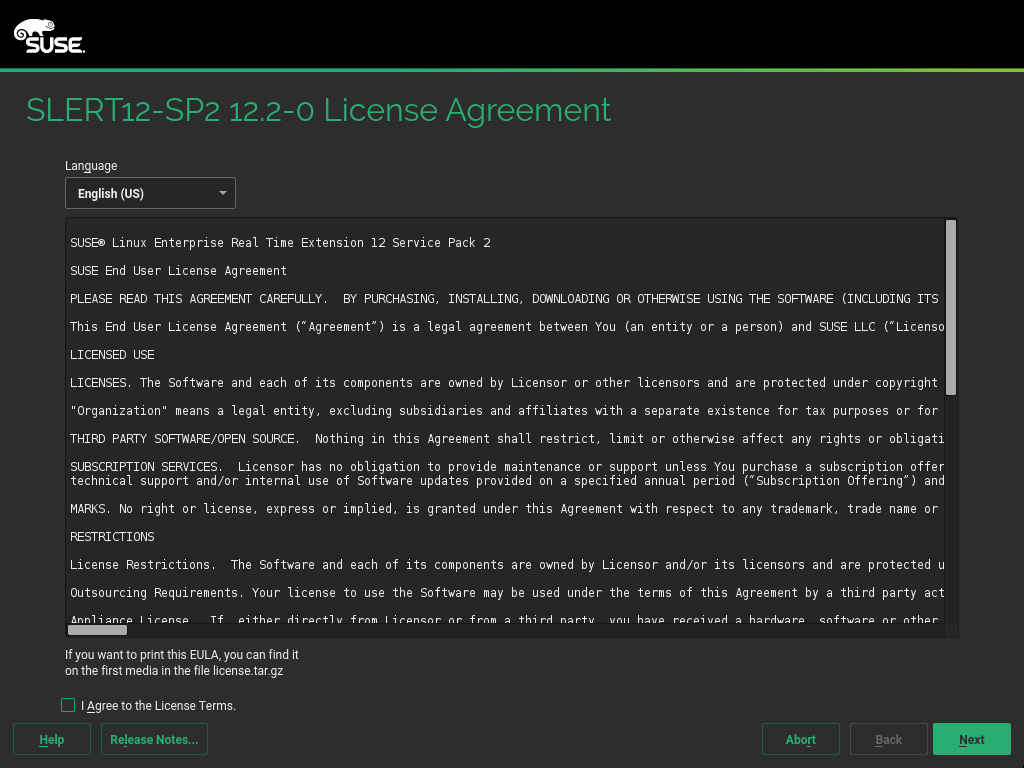 SUSE.
SLERT12-SP2 12.2-0 License Agreement
Language
English (US)
SUSE® Linux Enterprise Real Time Extension 12 Service Pack 2
SUSE End User License Agreement
PLEASE READ THIS AGREEMENT CAREFULLY.  BY PURCHASING, INSTALLING, DOWNLOADING OR OTHERWISE USING THE SOFTWARE (INCLUDING ITS
This End User License Agreement (“Agreement”) is a legal agreement between You (an entity or a person) and SUSE LLC (“Licenso
LICENSED USE
LICENSES. The Software and each of its components are owned by Licensor or other licensors and are protected under copyright
"Organization" means a legal entity, excluding subsidiaries and affiliates with a separate existence for tax purposes or for
THIRD PARTY SOFTWARE/OPEN SOURCE.  Nothing in this Agreement shall restrict, limit or otherwise affect any rights or obligati
SUBSCRIPTION SERVICES.  Licensor has no obligation to provide maintenance or support unless You purchase a subscription offer
technical support and/or internal use of Software updates provided on a specified annual period (“Subscription Offering”) and
MARKS. No right or license, express or implied, is granted under this Agreement with respect to any trademark, trade name or
RESTRICTIONS
License Restrictions.  The Software and each of its components are owned by Licensor and/or its licensors and are protected u
Outsourcing Requirements. Your license to use the Software may be used under the terms of this Agreement by a third party act
Appliance License.  If, either directly from Licensor or from a third party, you have received a hardware, software or other
If you want to print this EULA, you can find it
on the first media in the file license.tar.gz
I Agree to the License Terms.
Help
Release Notes...
Abort
Back
Next